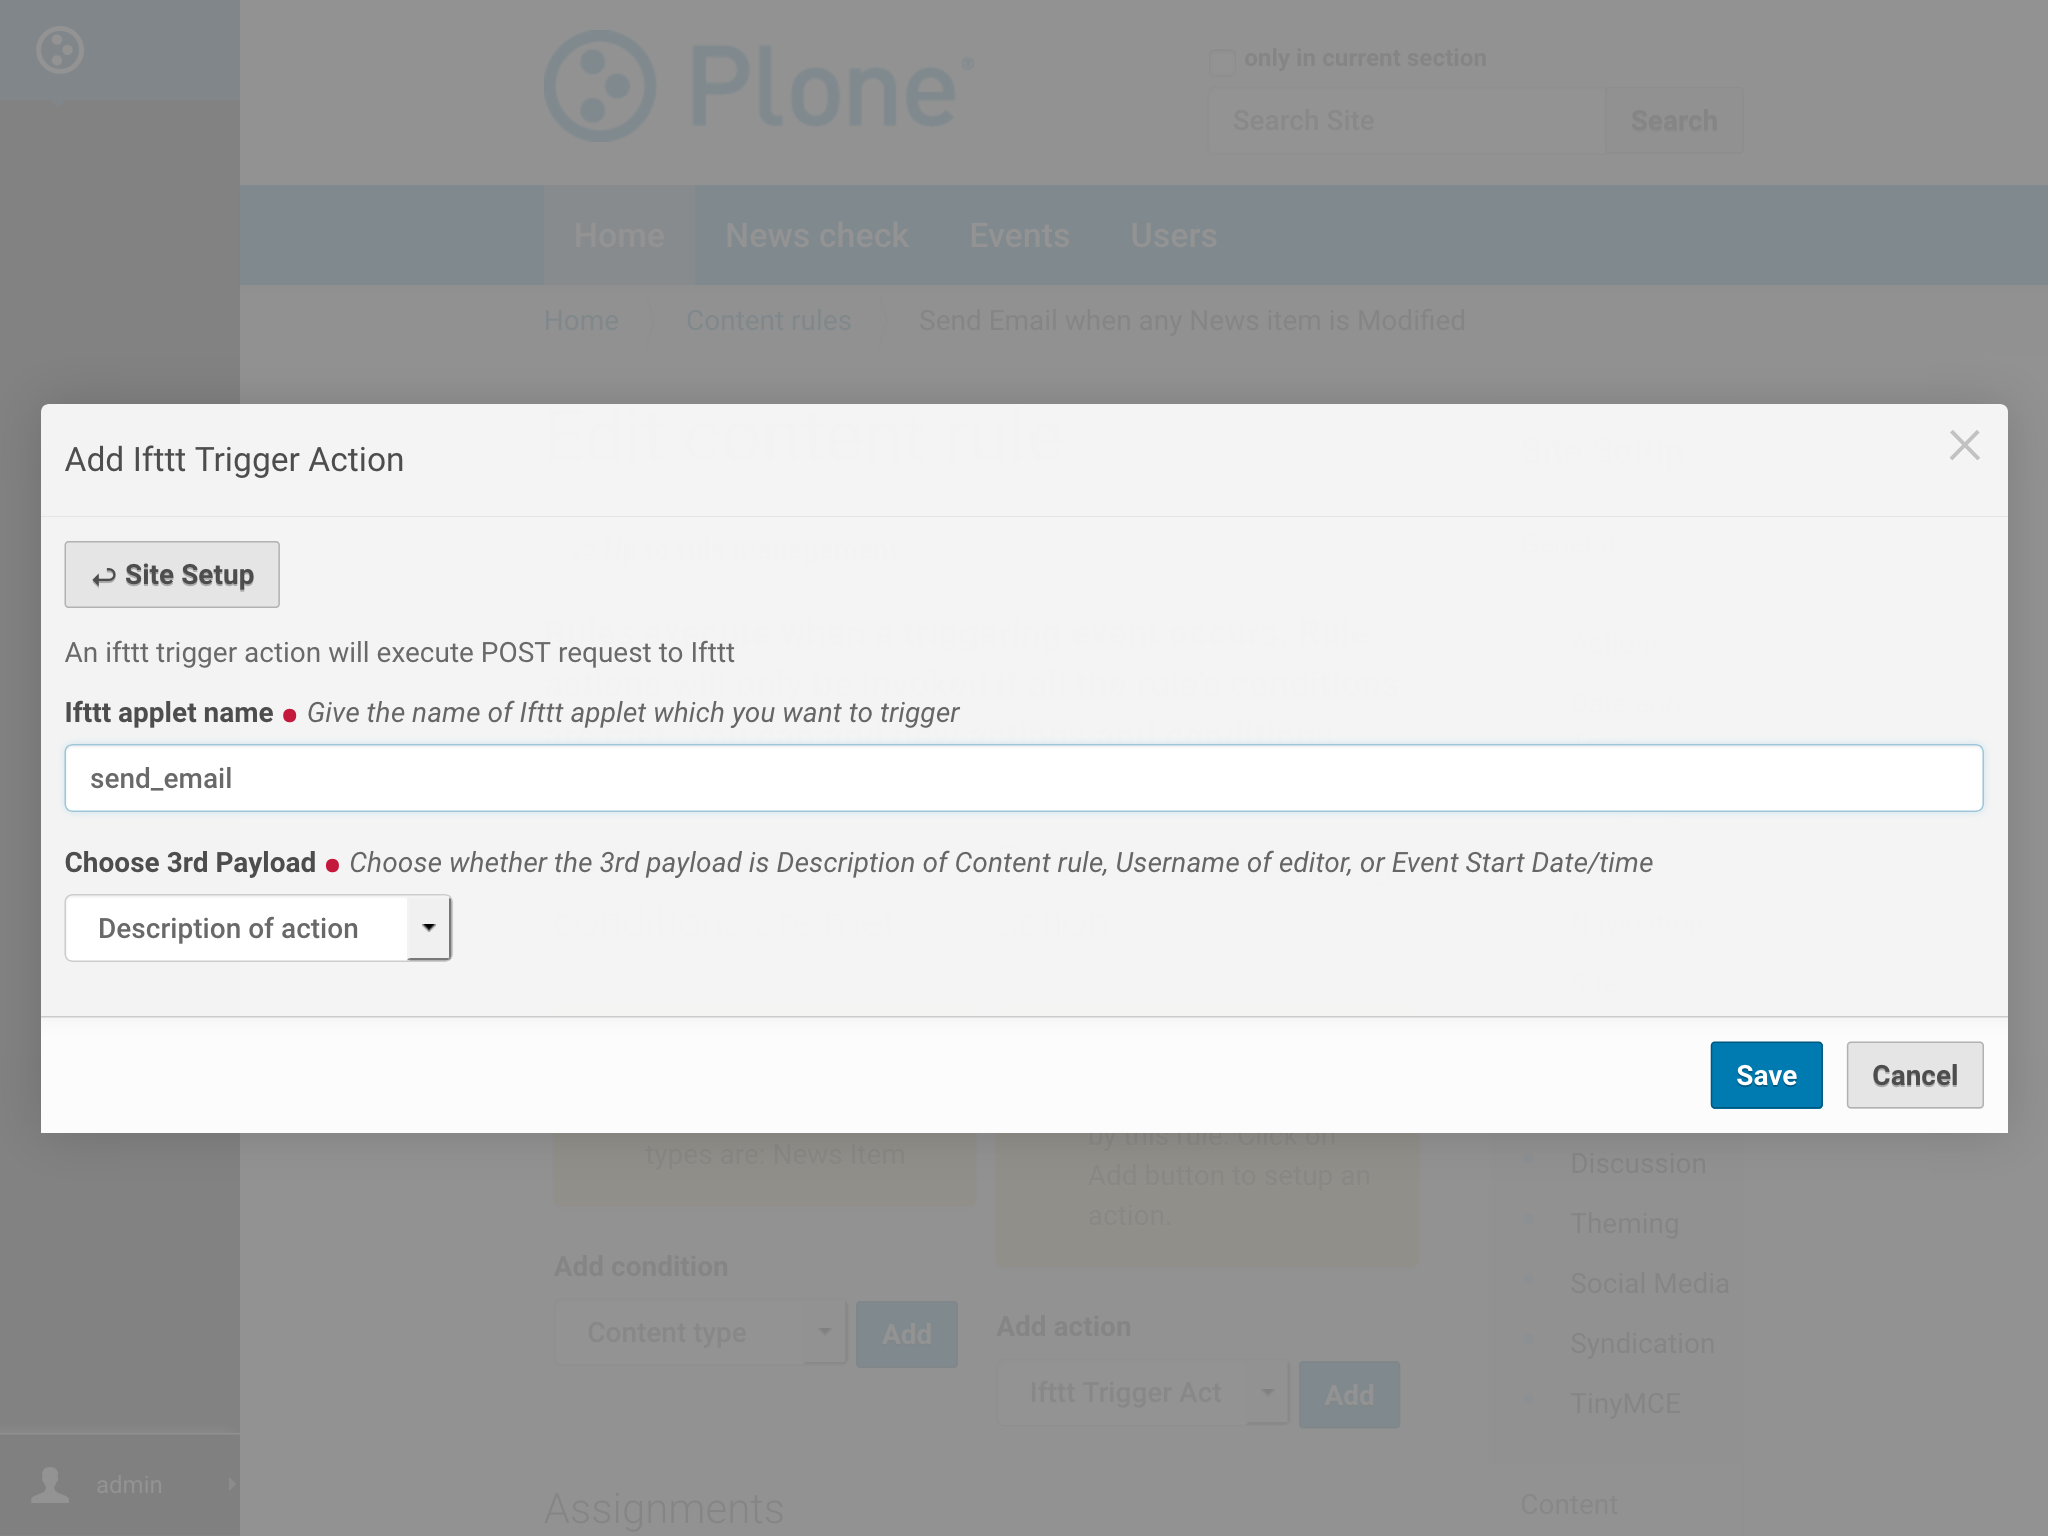 Plone®
only in current section
Search Site
Search
Home
News check
Events
Users
Home
Content rules
Send Email when any News item is Modified
Edit content rule
Add Ifttt Trigger Action
Site Setup
An ifttt trigger action will execute POST request to Ifttt
Ifttt applet name
Give the name of Ifttt applet which you want to trigger
send_email
Choose 3rd Payload
Choose whether the 3rd payload is Description of Content rule, Username of editor, or Event Start Date/time
Description of action
Save
Cancel
types are: News Item
by this rule. Click on
Add button to setup an
action.
Add condition
Content type
Add
Add action
Ifttt Trigger Act
Add
Discussion
Theming
Social Media
Syndication
TinyMCE
admin
Assignments
Content